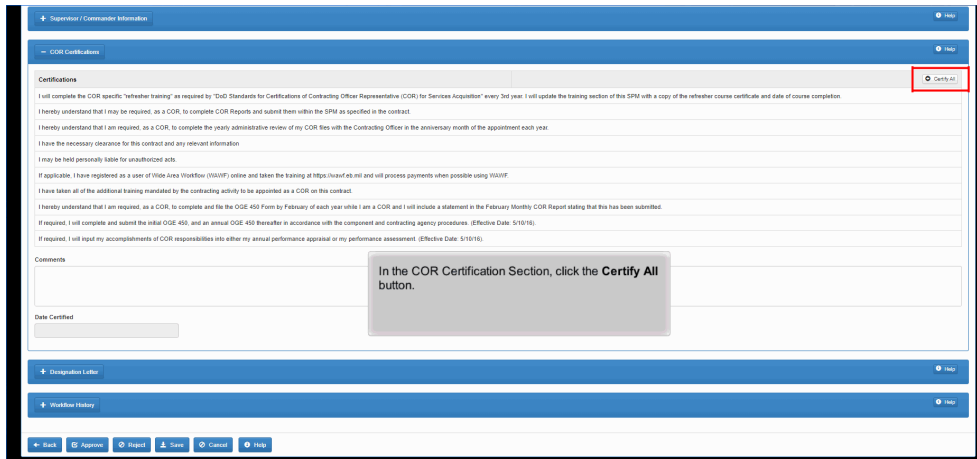 + Supervisor / Commander Information
Help
− COR Certifications
Help
Certifications
Certify All
I will complete the COR specific "refresher training" as required by "DoD Standards for Certifications of Contracting Officer Representative (COR) for Services Acquisition" every 3rd year. I will update the training section of this SPM with a copy of the refresher course certificate and date of course completion.
I hereby understand that I may be required, as a COR, to complete COR Reports and submit them within the SPM as specified in the contract.
I hereby understand that I am required, as a COR, to complete the yearly administrative review of my COR files with the Contracting Officer in the anniversary month of the appointment each year.
I have the necessary clearance for this contract and any relevant information
I may be held personally liable for unauthorized acts.
If applicable, I have registered as a user of Wide Area Workflow (WAWF) online and taken the training at https://wawf.eb.mil and will process payments when possible using WAWF.
I have taken all of the additional training mandated by the contracting activity to be appointed as a COR on this contract.
I hereby understand that I am required, as a COR, to complete and file the OGE 450 Form by February of each year while I am a COR and I will include a statement in the February Monthly COR Report stating that this has been submitted.
If required, I will complete and submit the initial OGE 450, and an annual OGE 450 thereafter in accordance with the component and contracting agency procedures. (Effective Date: 5/10/16).
If required, I will input my accomplishments of COR responsibilities into either my annual performance appraisal or my performance assessment. (Effective Date: 5/10/16).
Comments
In the COR Certification Section, click the Certify All
button.
Date Certified
+ Designation Letter
Help
+ Workflow History
Help
Back Approve Reject Save Cancel Help